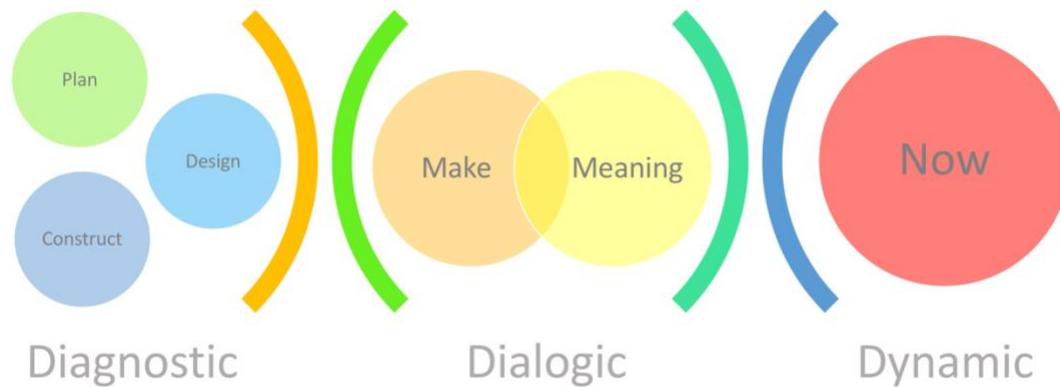 Plan
Design
Construct
Make
Meaning
Now
Diagnostic
Dialogic
Dynamic